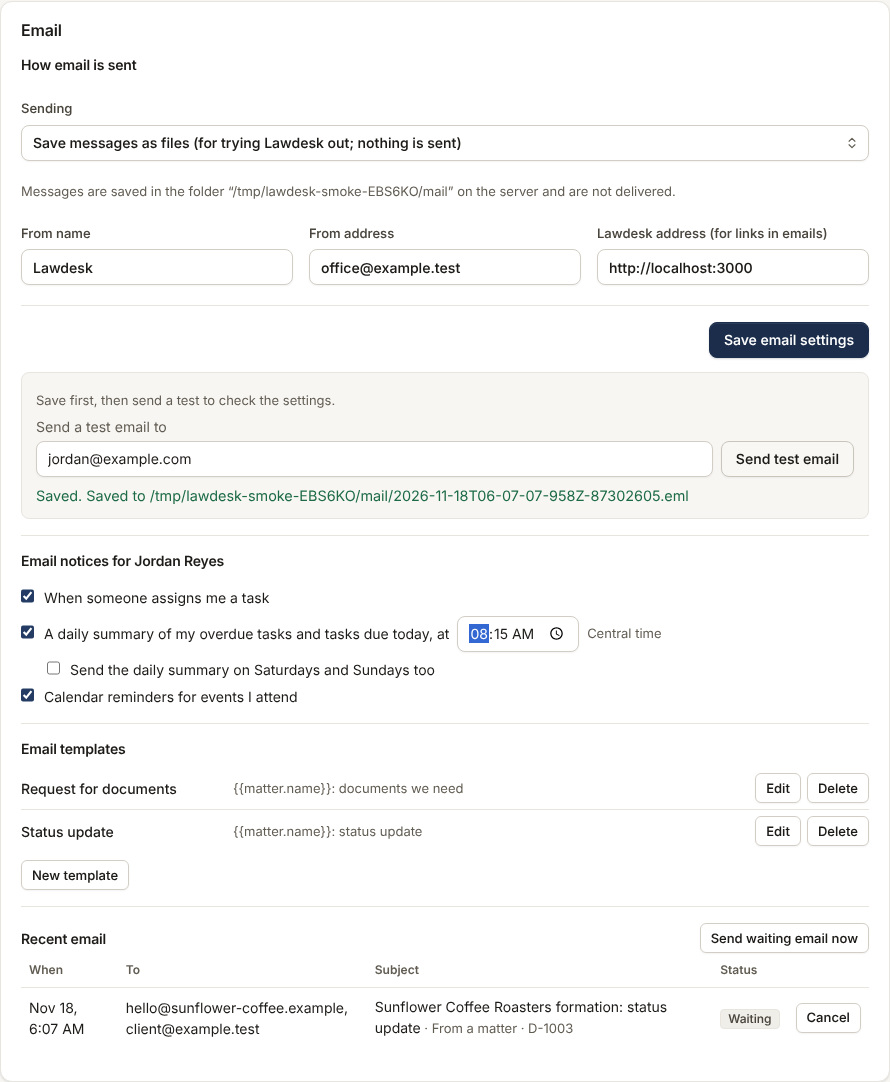 Email
How email is sent
Sending
Save messages as files (for trying Lawdesk out; nothing is sent)
Messages are saved in the folder “/tmp/lawdesk-smoke-EBS6KO/mail” on the server and are not delivered.
From name
From address
Lawdesk address (for links in emails)
Lawdesk
office@example.test
http://localhost:3000
Save email settings
Save first, then send a test to check the settings.
Send a test email to
jordan@example.com
Send test email
Saved. Saved to /tmp/lawdesk-smoke-EBS6KO/mail/2026-11-18T06-07-07-958Z-87302605.eml
Email notices for Jordan Reyes
When someone assigns me a task
A daily summary of my overdue tasks and tasks due today, at 08:15 AM Central time
Send the daily summary on Saturdays and Sundays too
Calendar reminders for events I attend
Email templates
Request for documents {{matter.name}}: documents we need Edit Delete
Status update {{matter.name}}: status update Edit Delete
New template
Recent email
Send waiting email now
When To Subject Status
Nov 18, 6:07 AM
hello@sunflower-coffee.example,
client@example.test
Sunflower Coffee Roasters formation: status
update · From a matter · D-1003
Waiting
Cancel